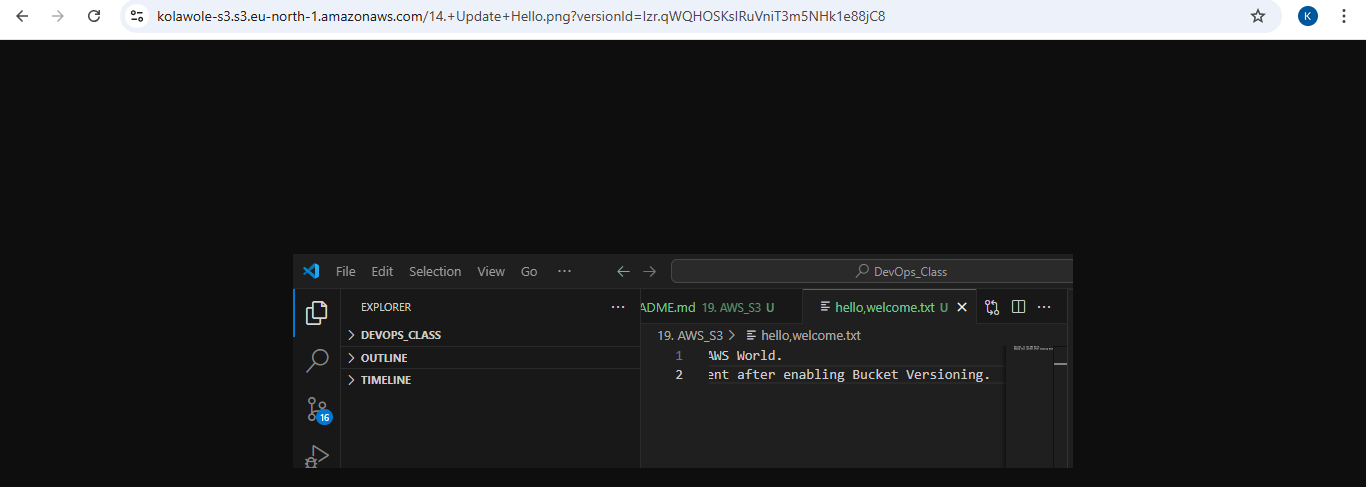 kolawole-s3.s3.eu-north-1.amazonaws.com/14.+Update+Hello.png?versionId=Izr.qWQHOSKsIRuVniT3m5NHk1e88jC8
K
File Edit Selection View Go ··· DevOps_Class
EXPLORER ···
DEVOPS_CLASS
OUTLINE
TIMELINE
16
ADME.md 19. AWS_S3 U hello,welcome.txt U
19. AWS_S3 > hello,welcome.txt
1 AWS World.
2 ent after enabling Bucket Versioning.